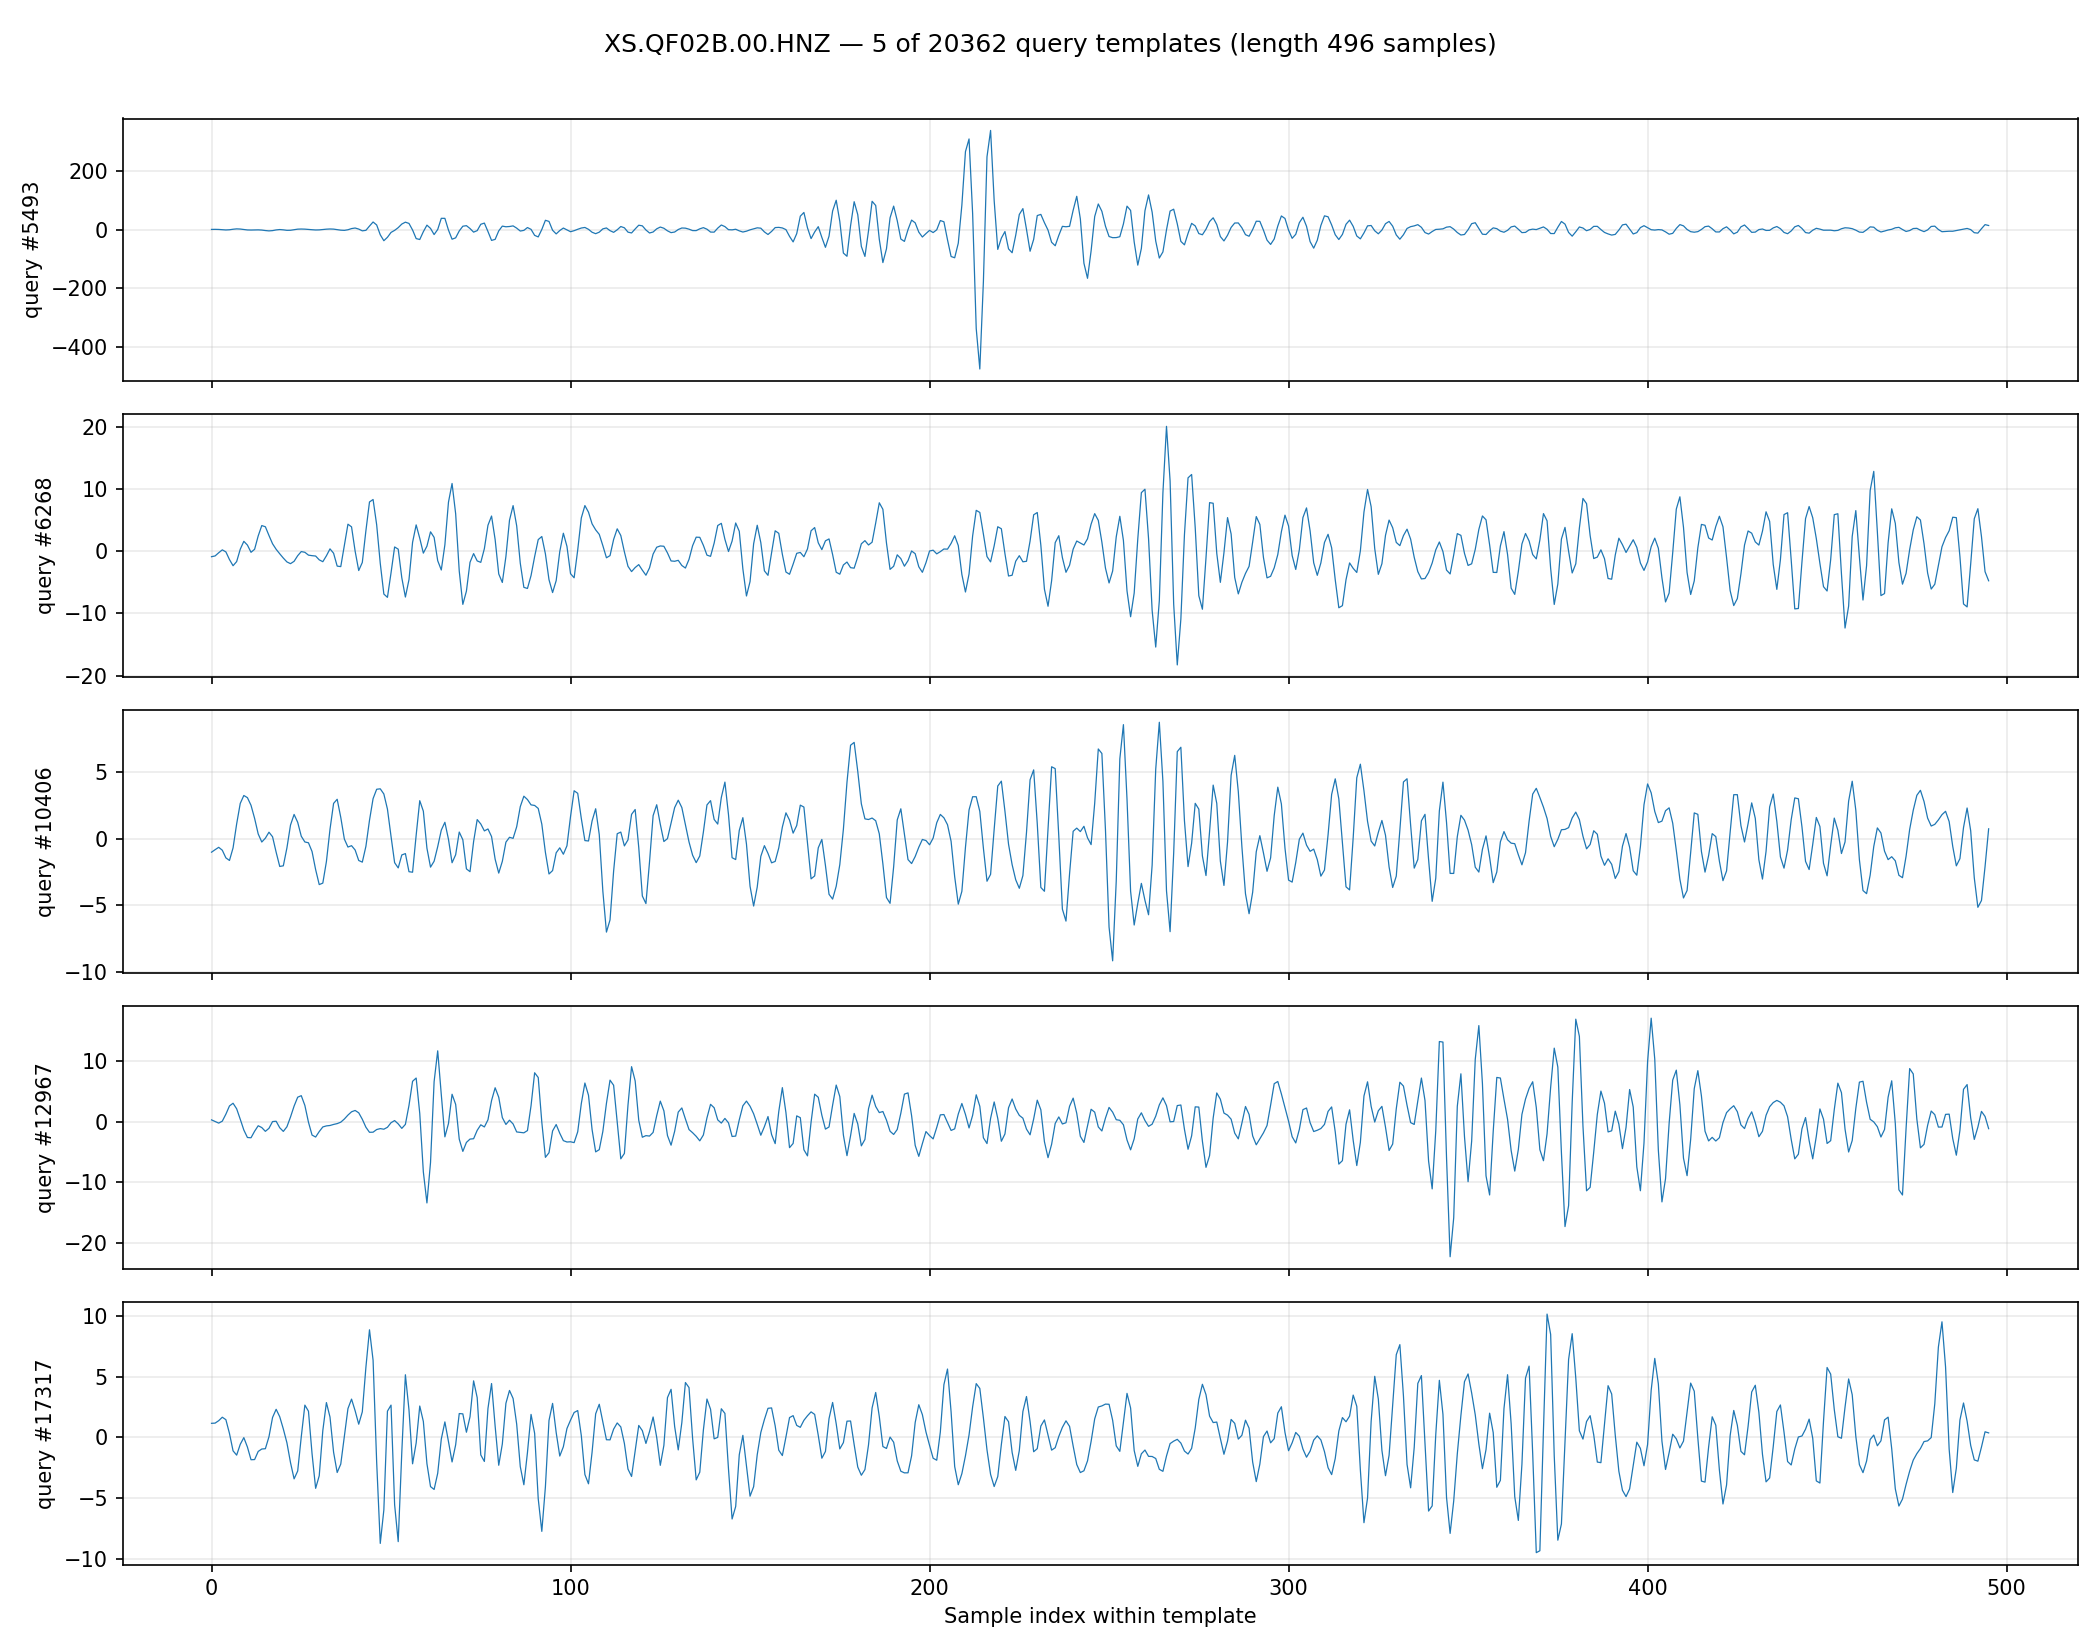 XS.QF02B.00.HNZ — 5 of 20362 query templates (length 496 samples)
query #5493
200
0
−200
−400
query #6268
20
10
0
−10
−20
query #10406
5
0
−5
−10
query #12967
10
0
−10
−20
query #17317
10
5
0
−5
−10
0 100 200 300 400 500
Sample index within template